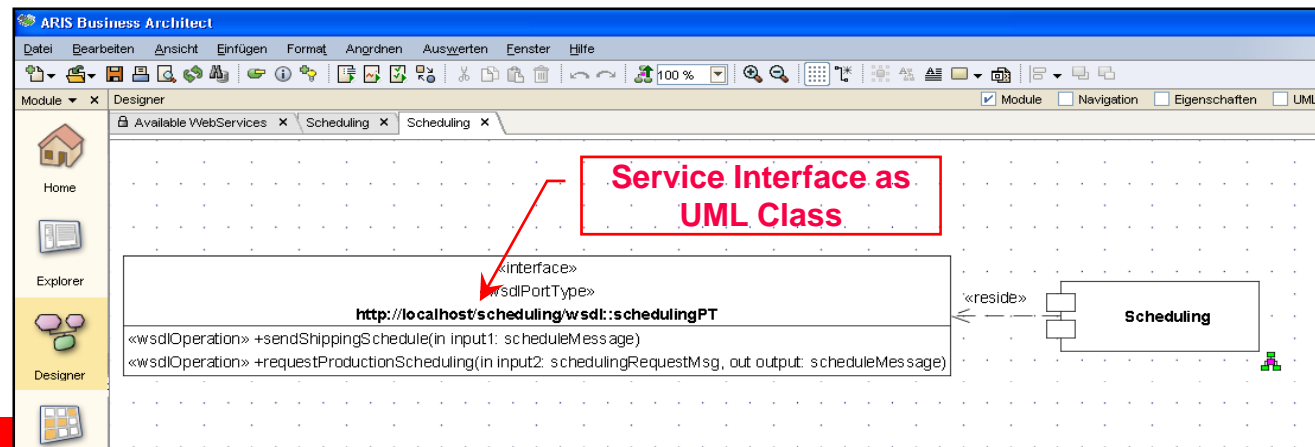 ARIS Business Architect
Datei Bearbeiten Ansicht Einfügen Format Anordnen Auswerten Fenster Hilfe
100 %
Module Designer Module Navigation Eigenschaften UML
Available WebServices Scheduling Scheduling
Home
Explorer
Designer
Service Interface as
UML Class
«interface»
wsdlPortType»
http://localhost/scheduling/wsdl::schedulingPT
«wsdlOperation» +sendShippingSchedule(in input1: scheduleMessage)
«wsdlOperation» +requestProductionScheduling(in input2: schedulingRequestMsg, out output: scheduleMessage)
«reside»
Scheduling